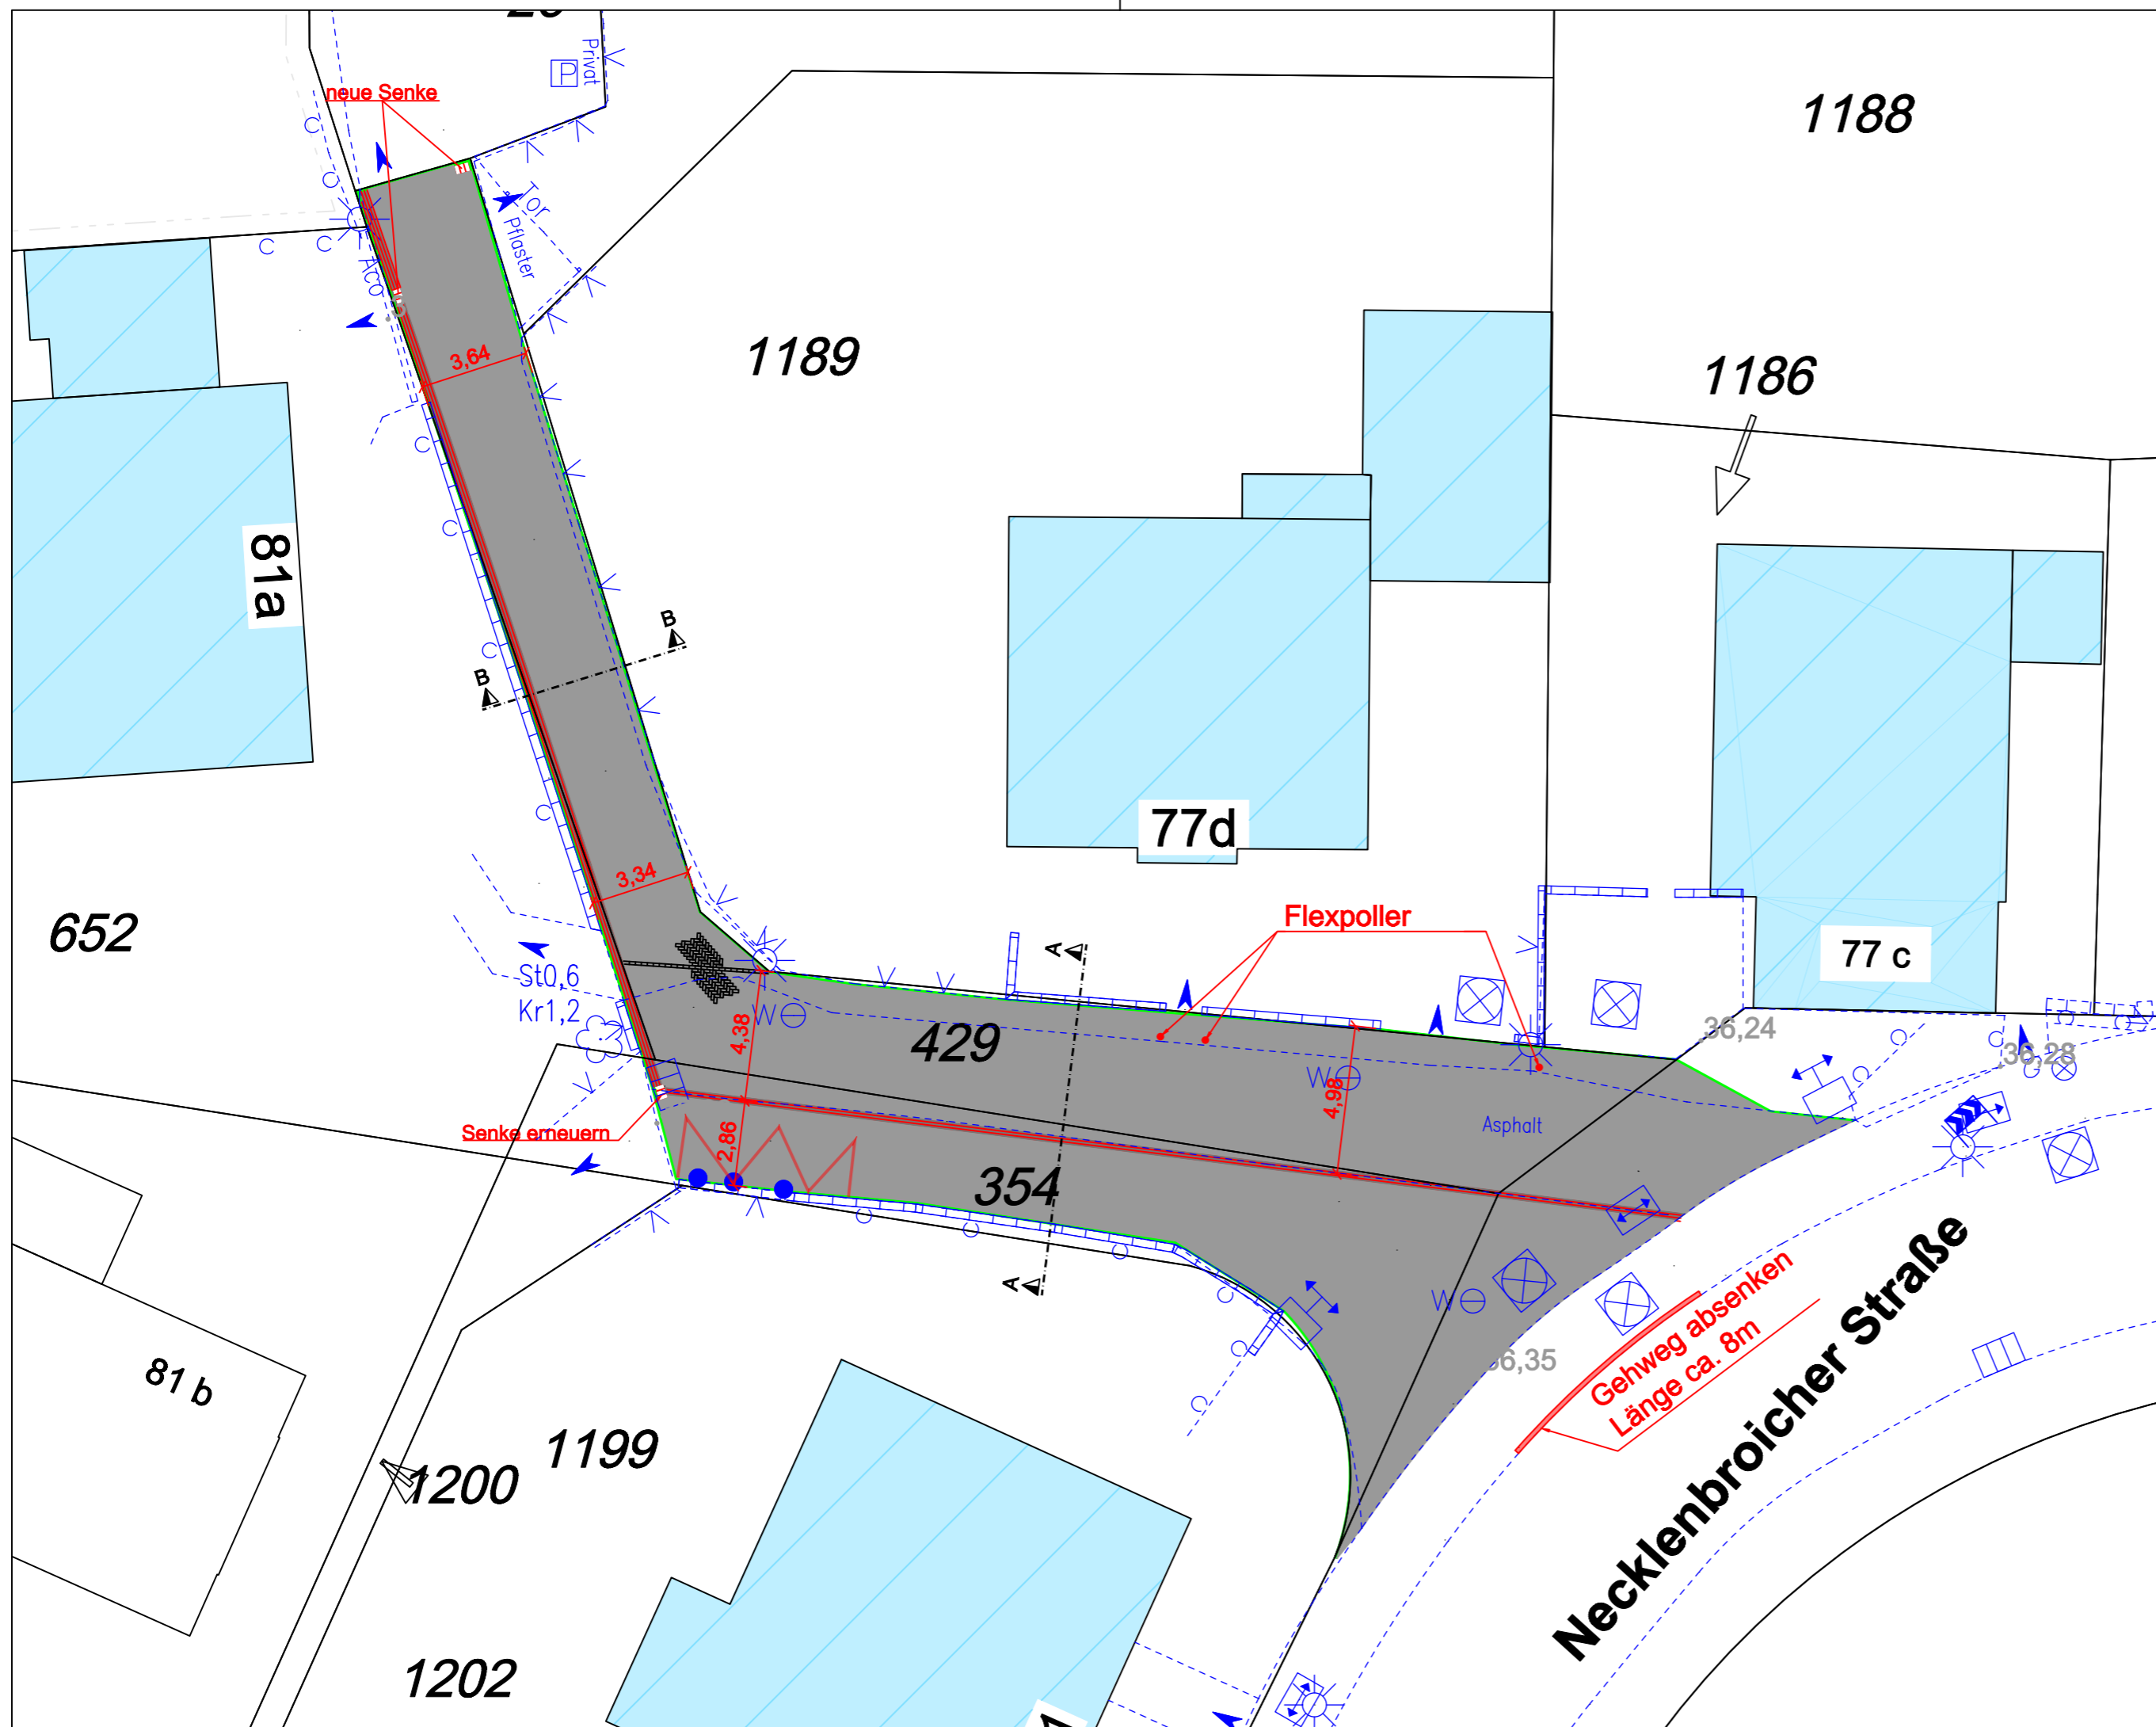 Privat
P
neue Senke
1188
Tor
Pflaster
Aco
3,64
1189
1186
81a
B
B
77d
3,34
652
Flexpoller
A
77 c
St0,6
Kr1,2
W
4,38
429
W
4,98
36,24
36,28
Asphalt
Senke erneuern
2,86
354
A
W
36,35
Gehweg absenken
Länge ca. 8m
Necklenbroicher Straße
81 b
1199
1200
1202